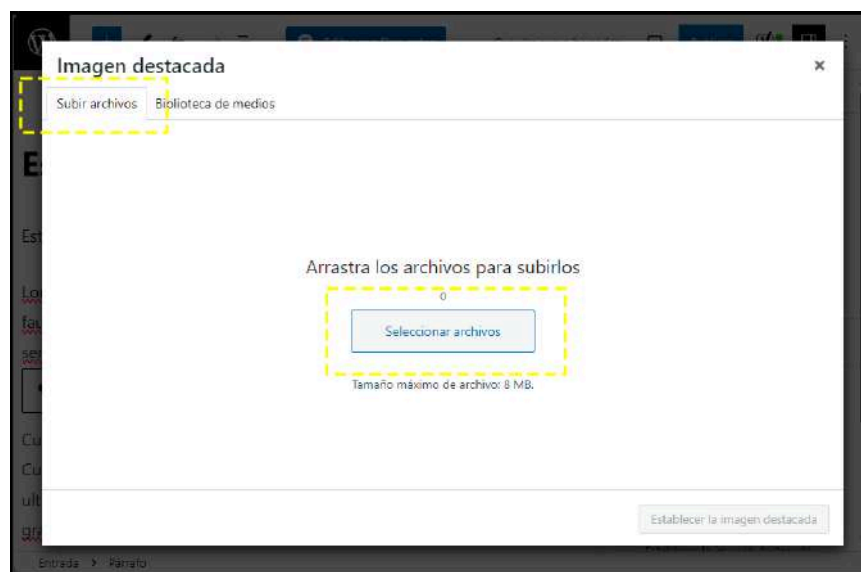 Imagen destacada
Subir archivos Biblioteca de medios
Arrastra los archivos para subirlos
o
Seleccionar archivos
Tamaño máximo de archivo: 8 MB.
Establecer la imagen destacada
Entrada > Párrafo